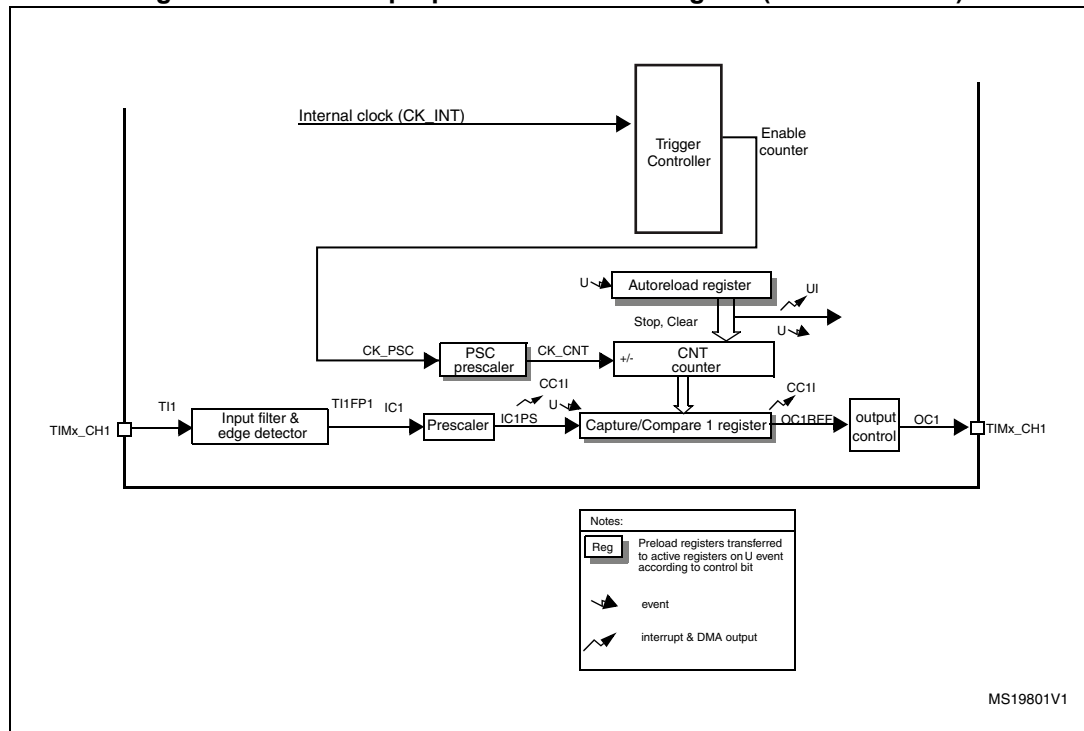 Internal clock (CK_INT)
Trigger
Controller
Enable
counter
U
Autoreload register
UI
Stop, Clear
U
CK_PSC
PSC
prescaler
CK_CNT
+/-
CNT
counter
CC1I
CC1I
TI1
TI1FP1
IC1
U
TIMx_CH1
Input filter &
edge detector
Prescaler
IC1PS
Capture/Compare 1 register
OC1REF
output
control
OC1
TIMx_CH1
Notes:
Reg
Preload registers transferred
to active registers on U event
according to control bit
event
interrupt & DMA output
MS19801V1